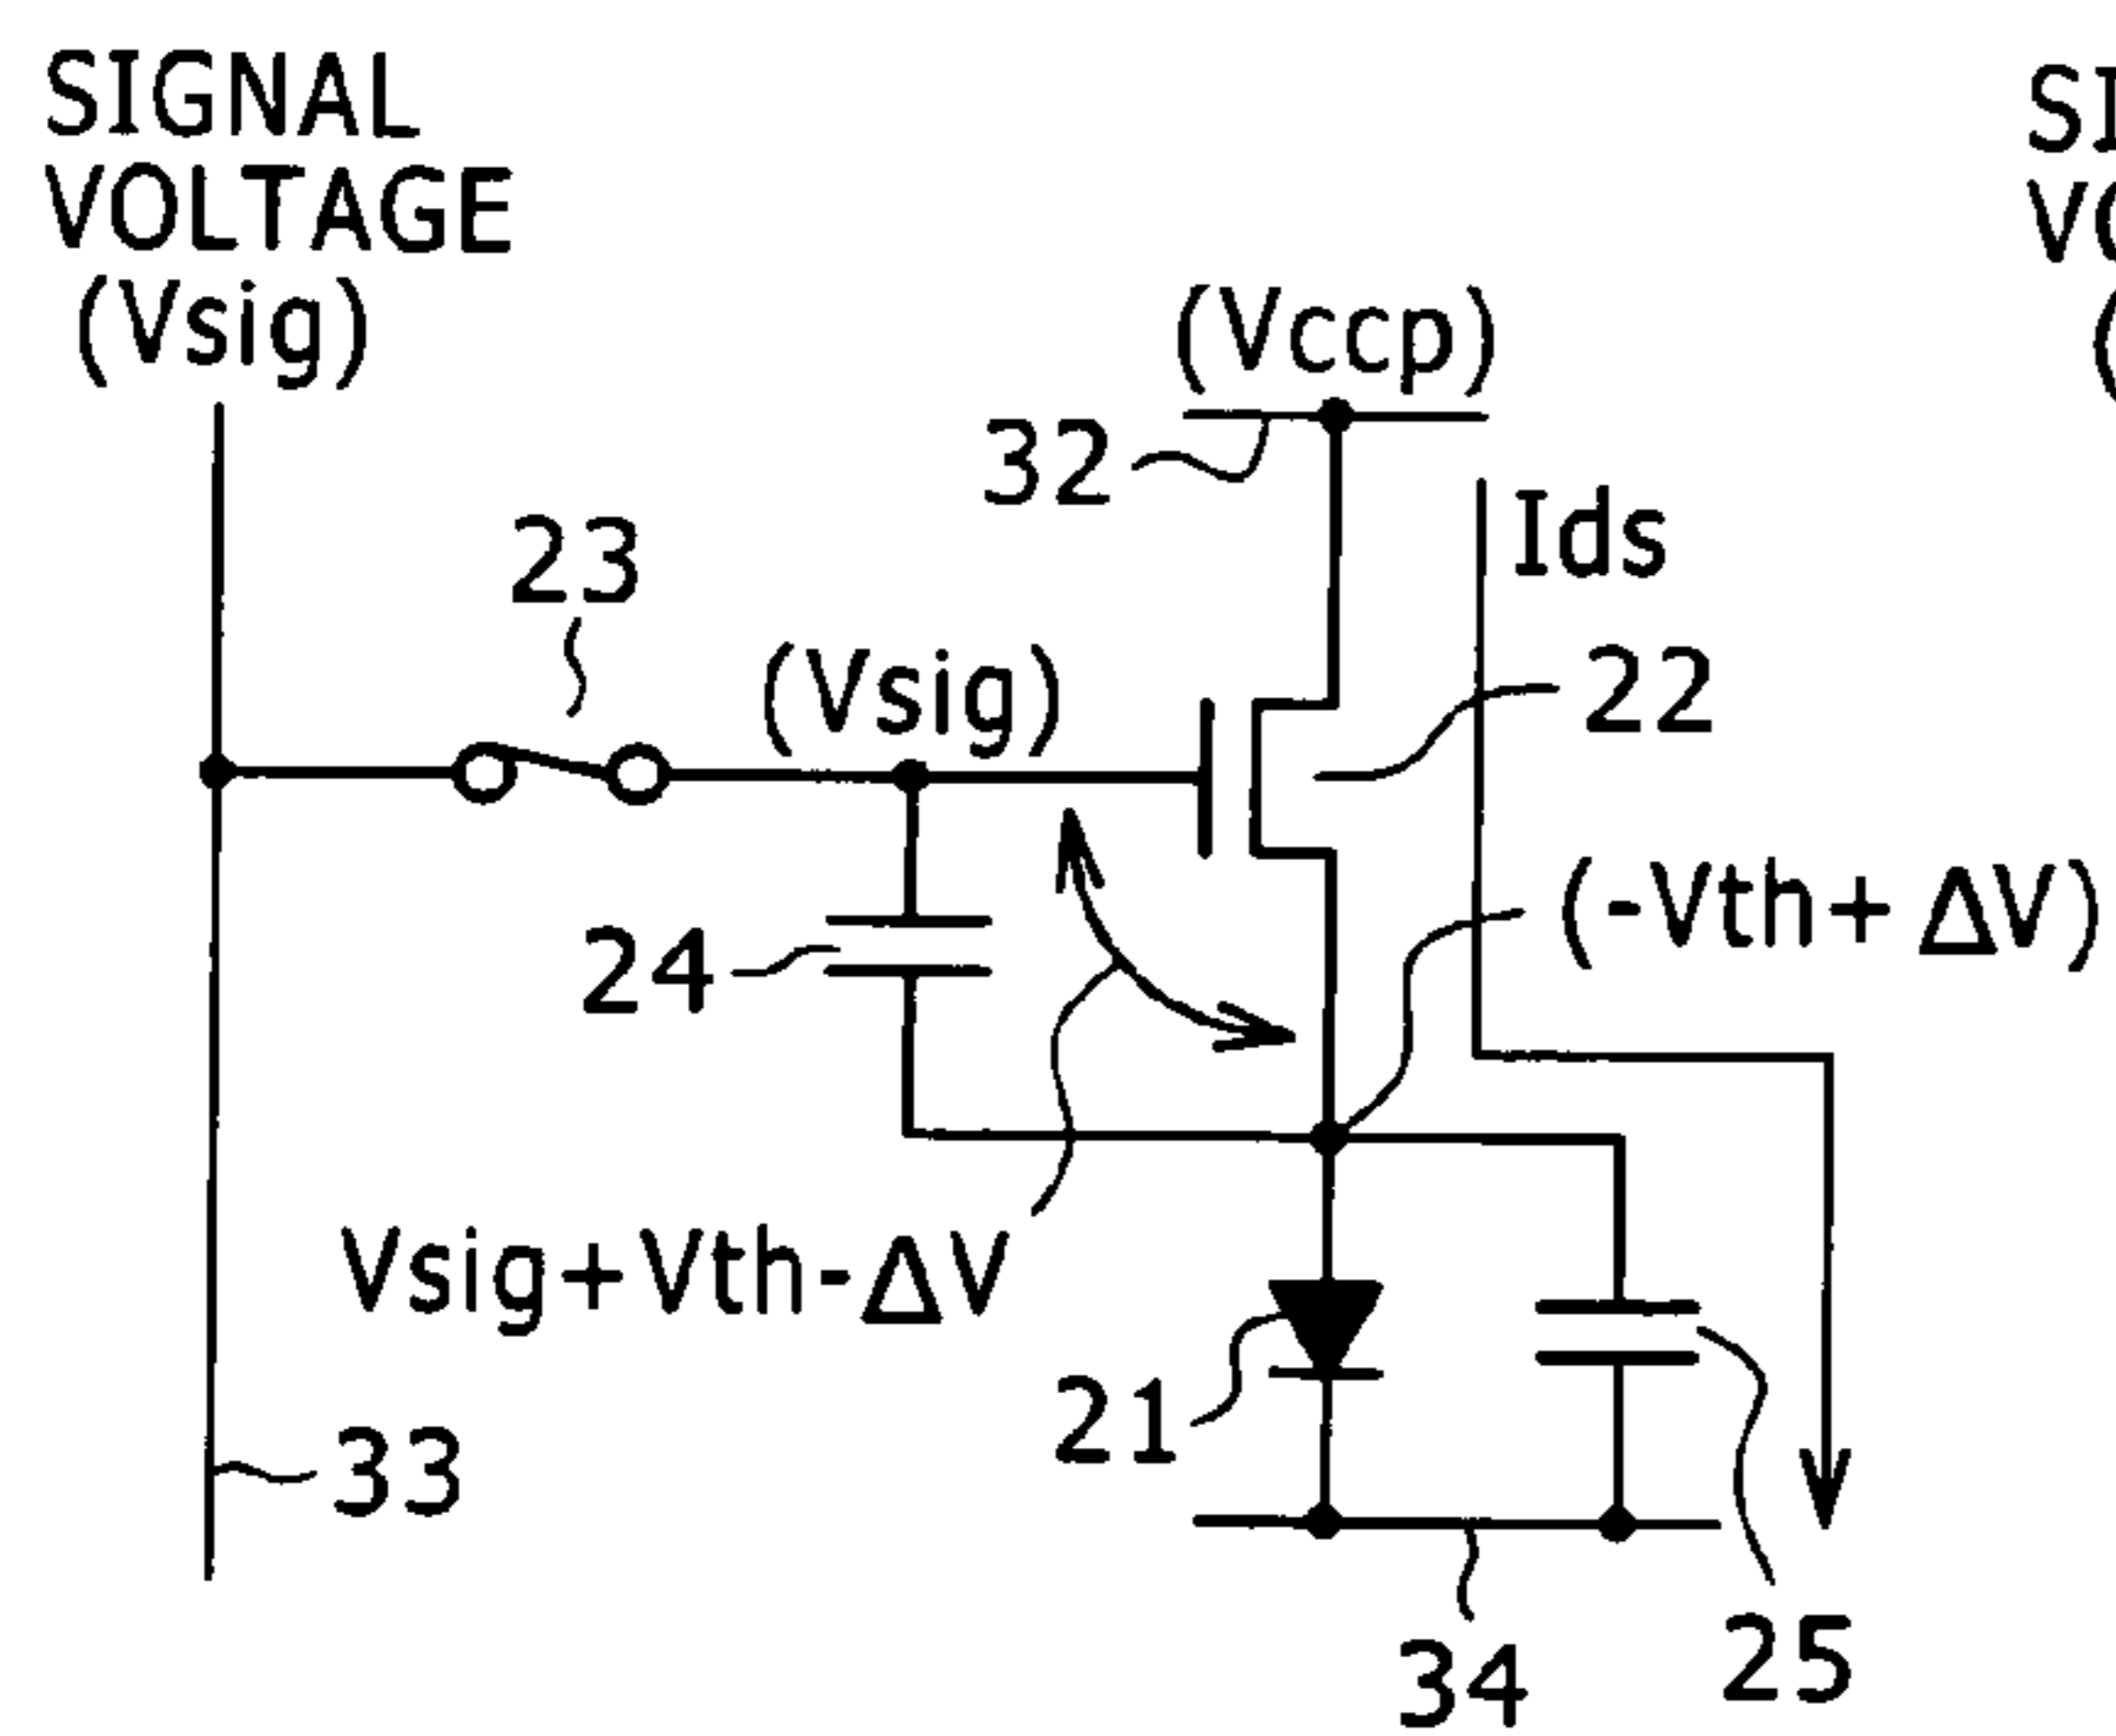 SIGNAL
VOLTAGE
(Vsig)
(Vccp)
32
Ids
23
(Vsig)
22
(-Vth+ΔV)
24
Vsig+Vth-ΔV
21
33
34
25